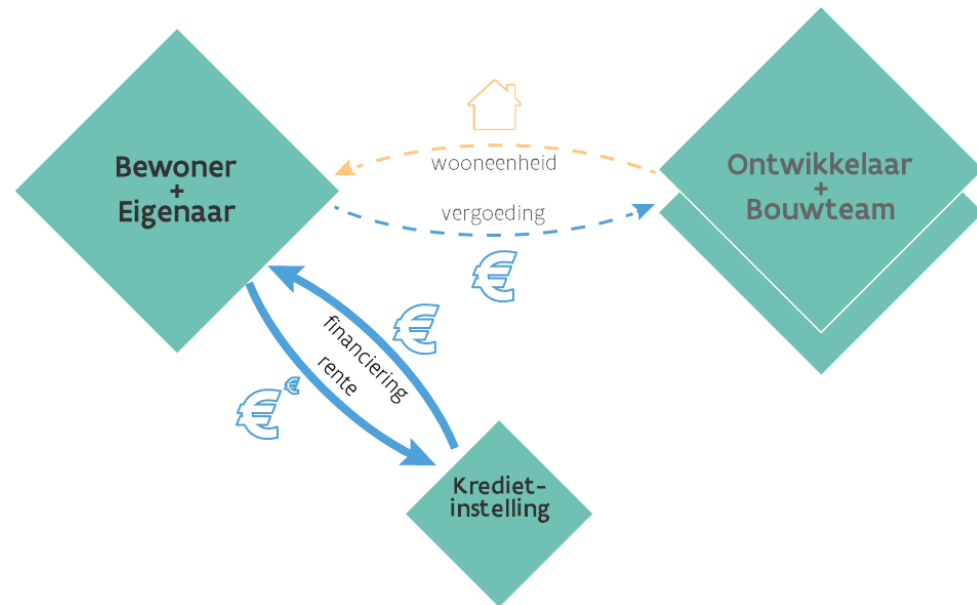 Bewoner
+
Eigenaar
wooneenheid
vergoeding
Ontwikkelaar
+
Bouwteam
€
financiering
€
rente
€€
Krediet-
instelling